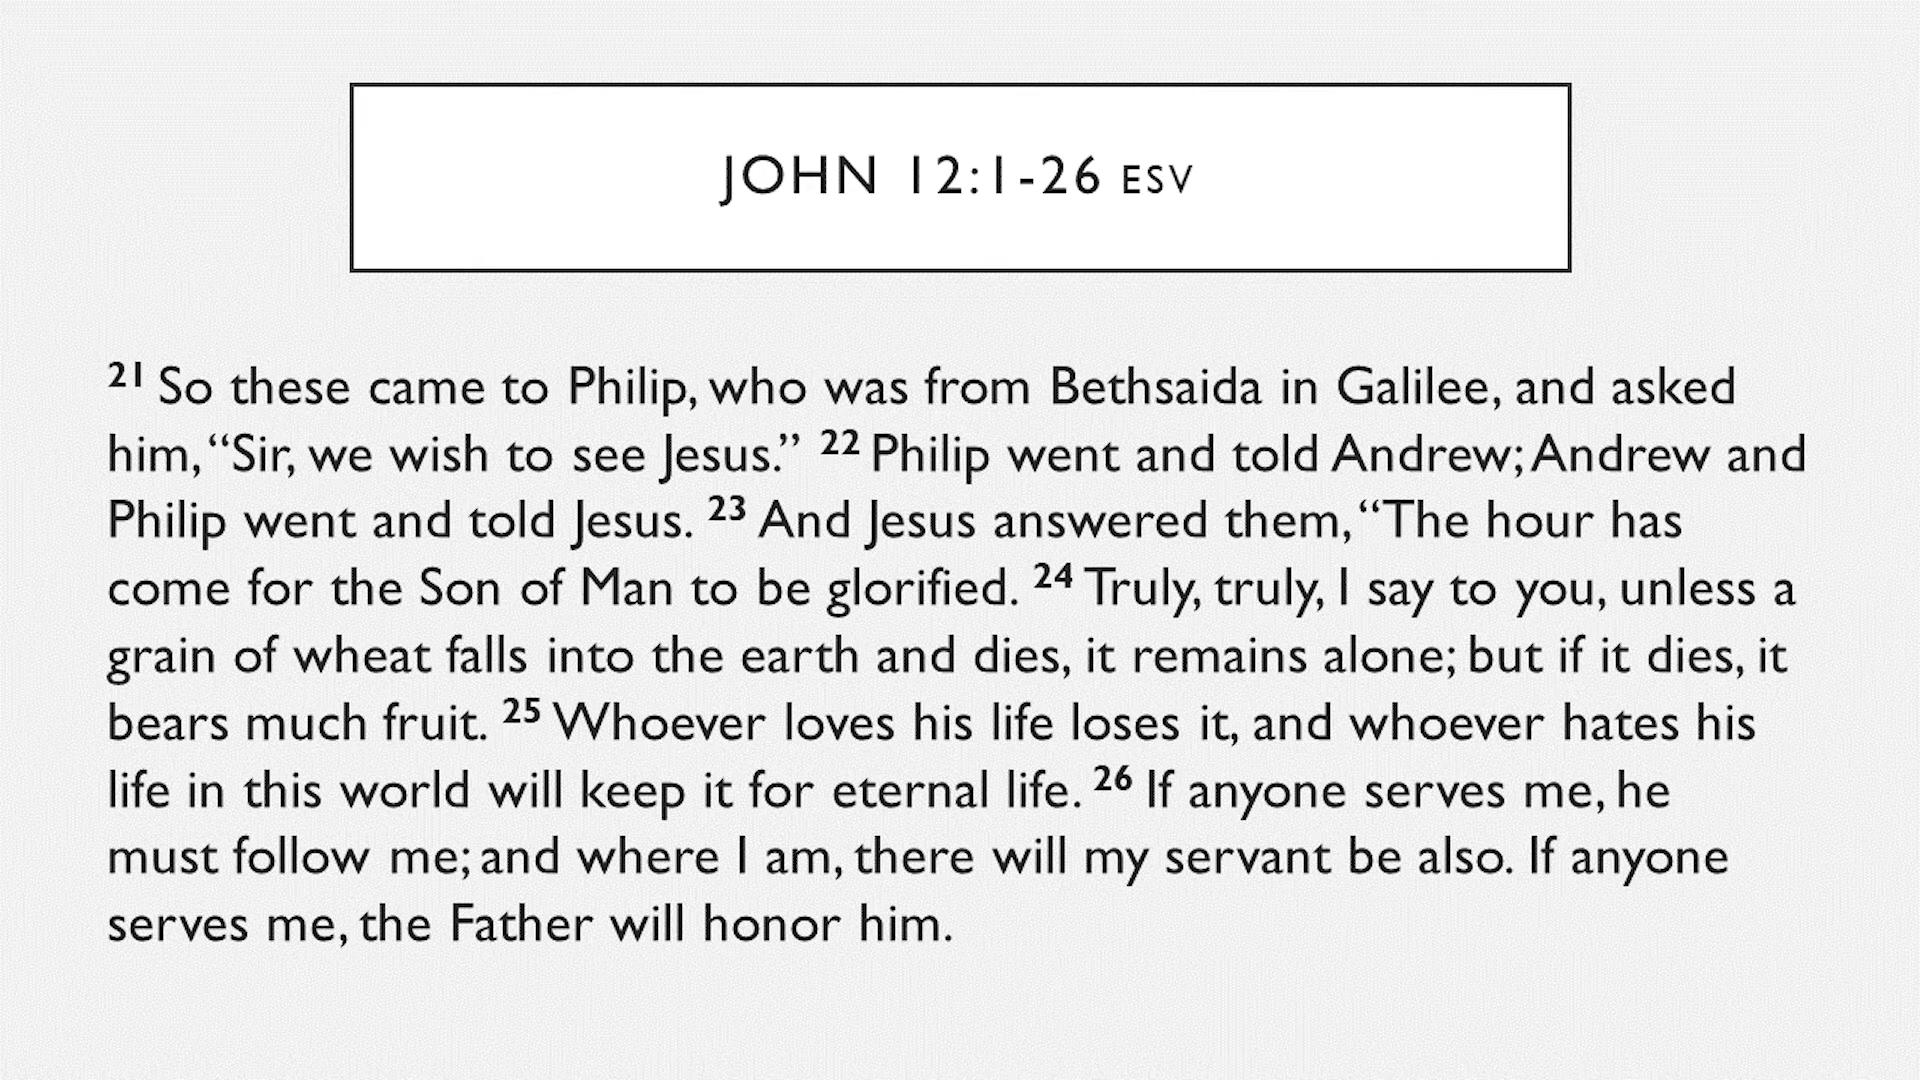 JOHN 12:1-26 ESV
21 So these came to Philip, who was from Bethsaida in Galilee, and asked
him, “Sir, we wish to see Jesus.” 22 Philip went and told Andrew; Andrew and
Philip went and told Jesus. 23 And Jesus answered them, “The hour has
come for the Son of Man to be glorified. 24 Truly, truly, I say to you, unless a
grain of wheat falls into the earth and dies, it remains alone; but if it dies, it
bears much fruit. 25 Whoever loves his life loses it, and whoever hates his
life in this world will keep it for eternal life. 26 If anyone serves me, he
must follow me; and where I am, there will my servant be also. If anyone
serves me, the Father will honor him.